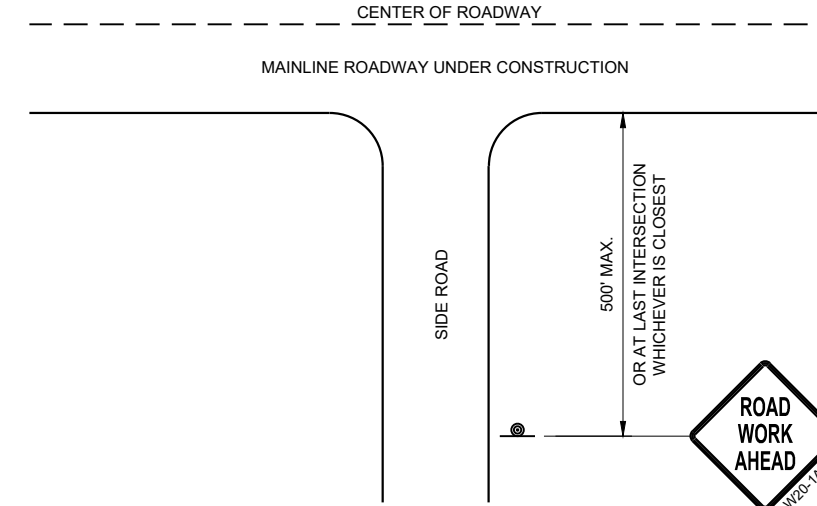 CENTER OF ROADWAY
MAINLINE ROADWAY UNDER CONSTRUCTION
SIDE ROAD
500' MAX.
OR AT LAST INTERSECTION
WHICHEVER IS CLOSEST
ROAD
WORK
AHEAD